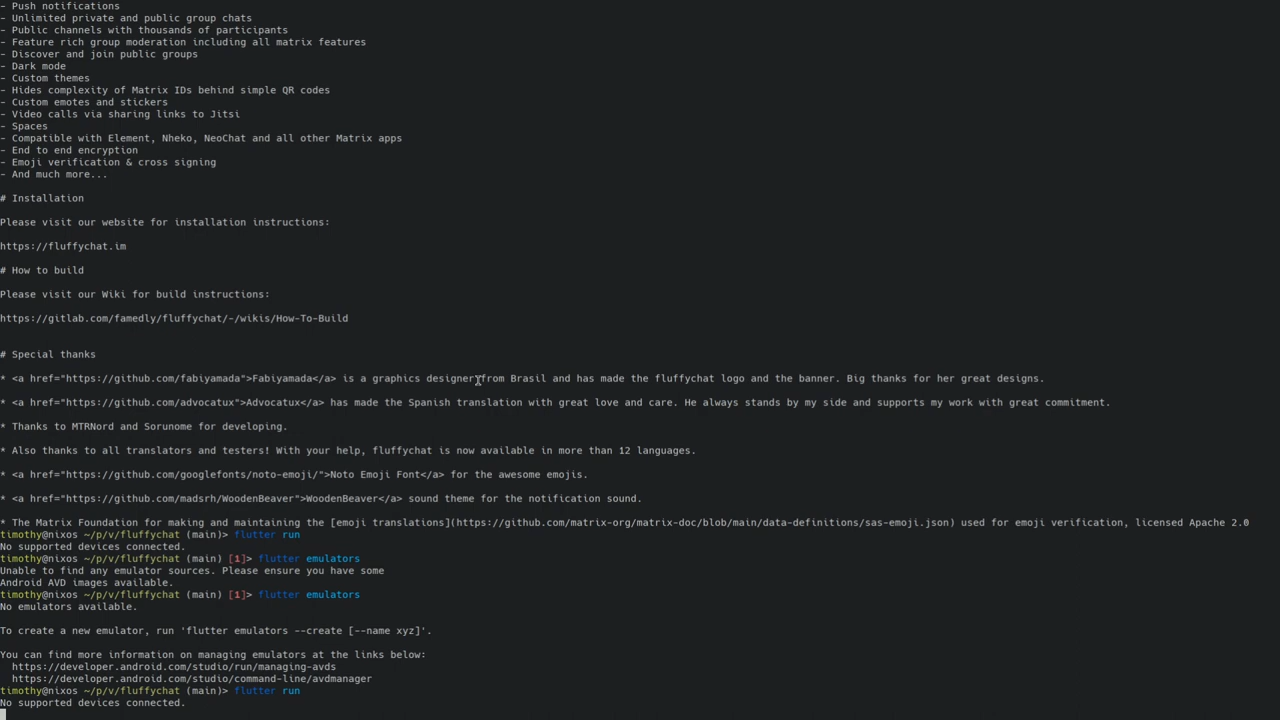 - Push notifications
- Unlimited private and public group chats
- Public channels with thousands of participants
- Feature rich group moderation including all matrix features
- Discover and join public groups
- Dark mode
- Custom themes
- Hides complexity of Matrix IDs behind simple QR codes
- Custom emotes and stickers
- Video calls via sharing links to Jitsi
- Spaces
- Compatible with Element, Nheko, NeoChat and all other Matrix apps
- End to end encryption
- Emoji verification & cross signing
- And much more...
# Installation
Please visit our website for installation instructions:
https://fluffychat.im
# How to build
Please visit our Wiki for build instructions:
https://gitlab.com/famedly/fluffychat/-/wikis/How-To-Build
# Special thanks
* <a href="https://github.com/fabiyamada">Fabiyamada</a> is a graphics designer from Brasil and has made the fluffychat logo and the banner. Big thanks for her great designs.
* <a href="https://github.com/advocatux">Advocatux</a> has made the Spanish translation with great love and care. He always stands by my side and supports my work with great commitment.
* Thanks to MTRNord and Sorunome for developing.
* Also thanks to all translators and testers! With your help, fluffychat is now available in more than 12 languages.
* <a href="https://github.com/googlefonts/noto-emoji/">Noto Emoji Font</a> for the awesome emojis.
* <a href="https://github.com/madsrh/WoodenBeaver">WoodenBeaver</a> sound theme for the notification sound.
* The Matrix Foundation for making and maintaining the [emoji translations](https://github.com/matrix-org/matrix-doc/blob/main/data-definitions/sas-emoji.json) used for emoji verification, licensed Apache 2.0
timothy@nixos ~/p/v/fluffychat (main)> flutter run
No supported devices connected.
timothy@nixos ~/p/v/fluffychat (main) [1]> flutter emulators
Unable to find any emulator sources. Please ensure you have some
Android AVD images available.
timothy@nixos ~/p/v/fluffychat (main) [1]> flutter emulators
No emulators available.
To create a new emulator, run 'flutter emulators --create [--name xyz]'.
You can find more information on managing emulators at the links below:
https://developer.android.com/studio/run/managing-avds
https://developer.android.com/studio/command-line/avdmanager
timothy@nixos ~/p/v/fluffychat (main)> flutter run
No supported devices connected.